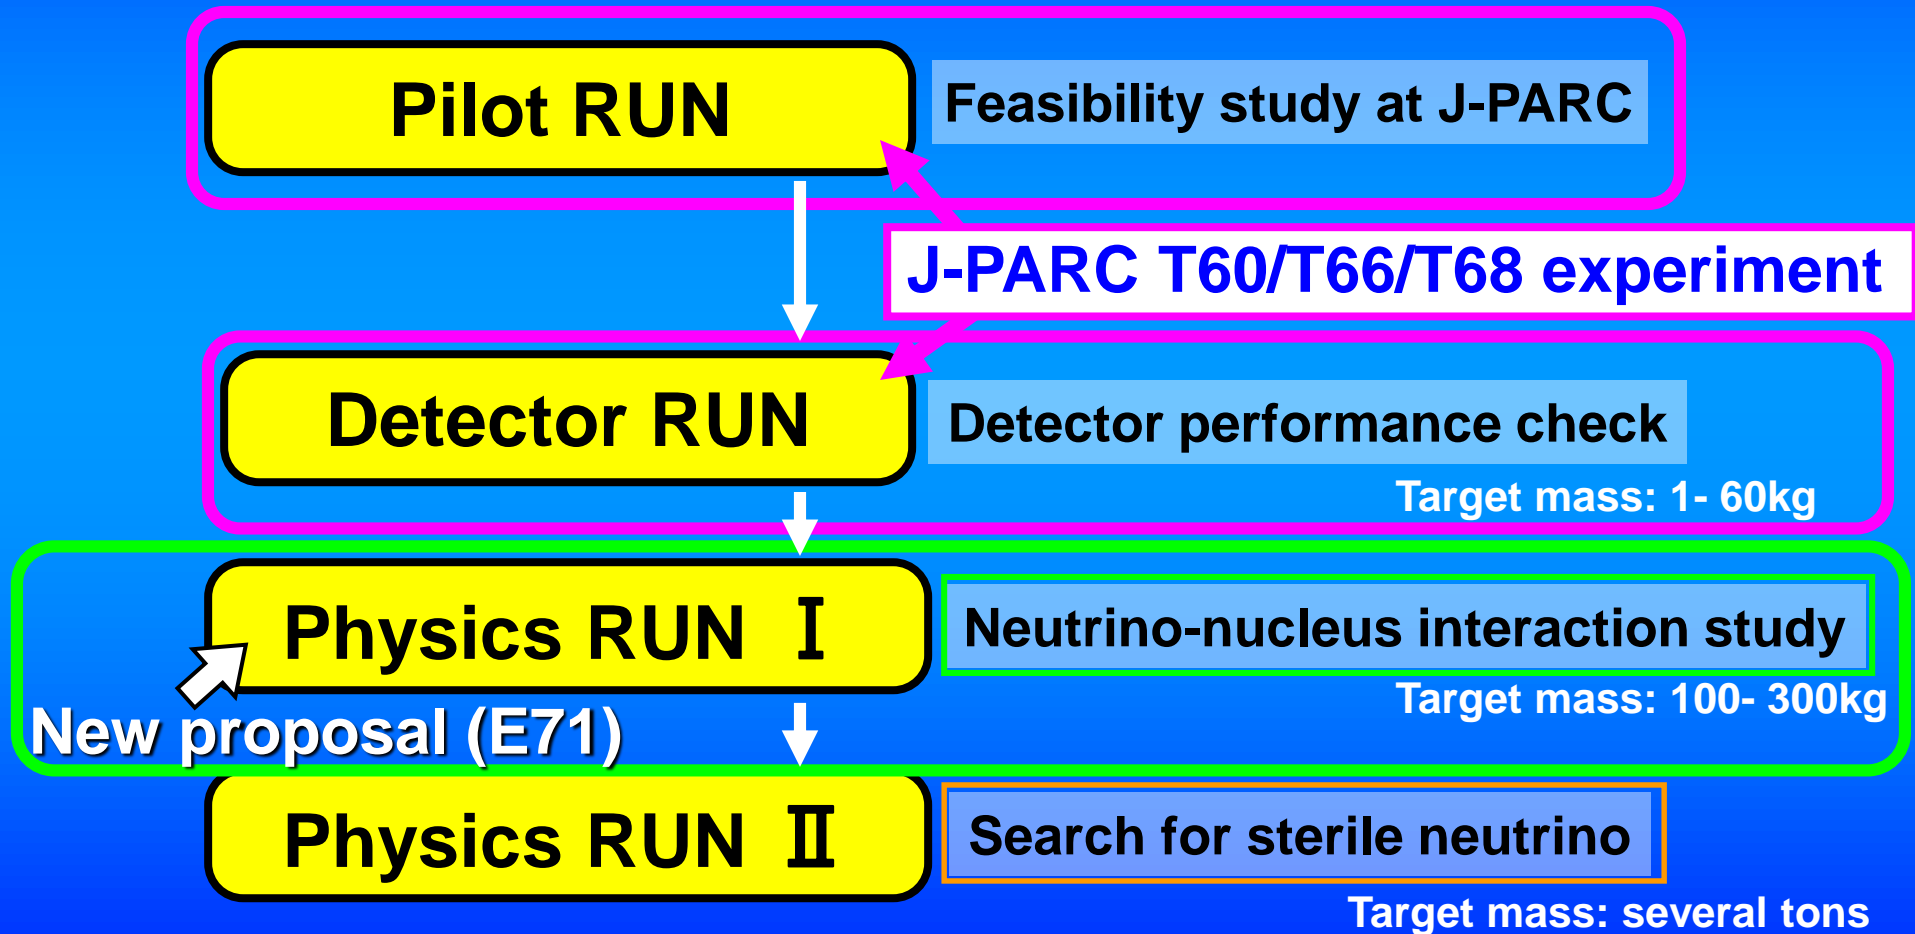 Pilot RUN
Feasibility study at J-PARC
J-PARC T60/T66/T68 experiment
Detector RUN
Detector performance check
Target mass: 1- 60kg
Physics RUN Ⅰ
Neutrino-nucleus interaction study
Target mass: 100- 300kg
New proposal (E71)
Physics RUN Ⅱ
Search for sterile neutrino
Target mass: several tons